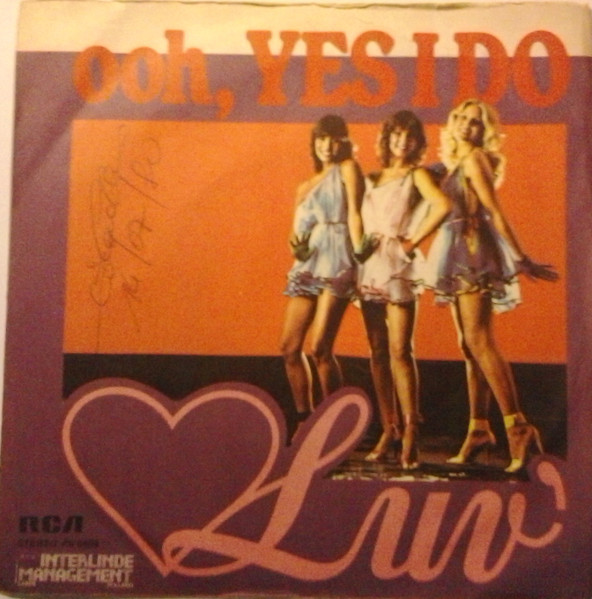 ooh, YES I DO
Luv'
RCA
INTERLINDE
MANAGEMENT